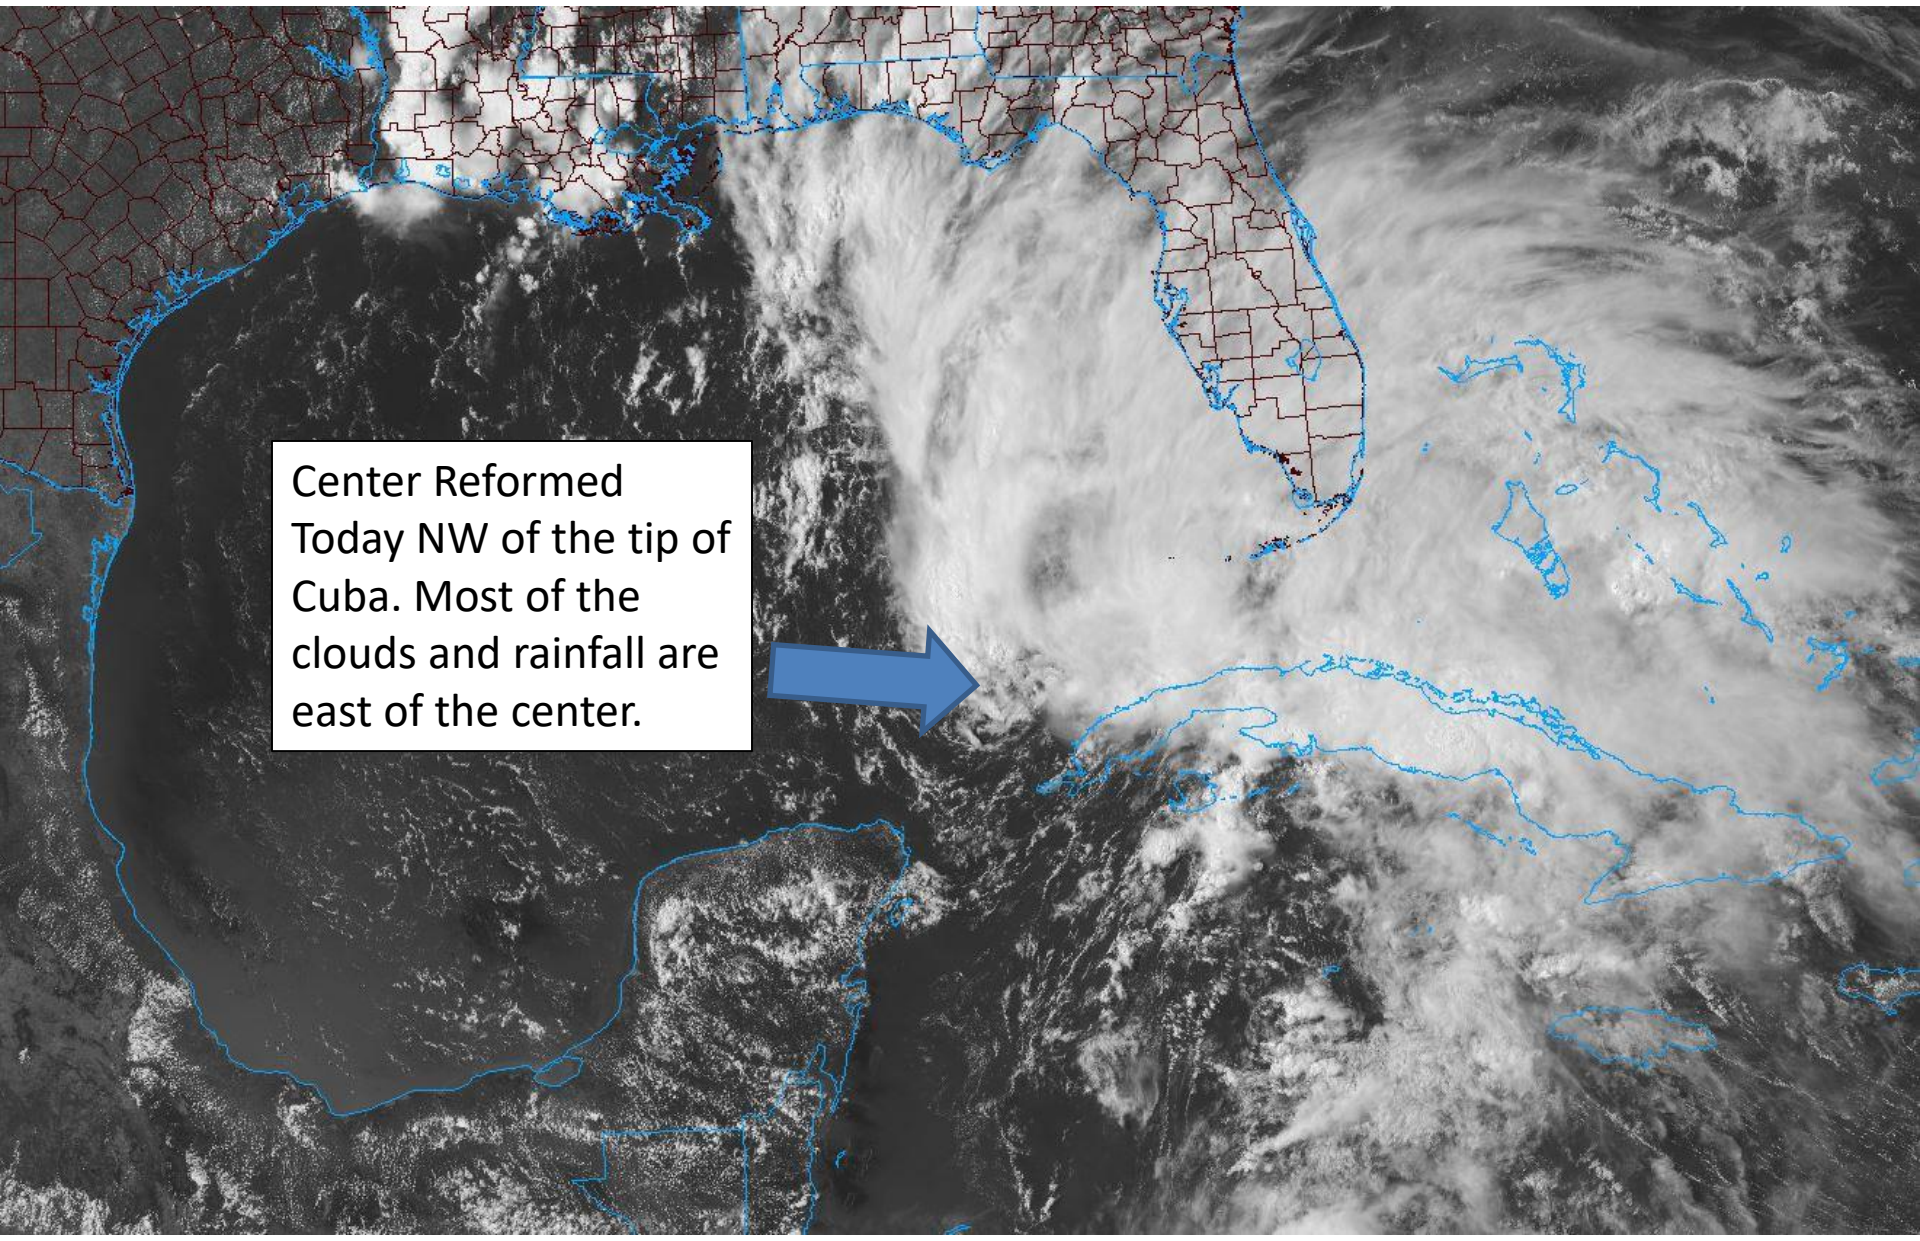 Center Reformed
Today NW of the tip of
Cuba. Most of the
clouds and rainfall are
east of the center.